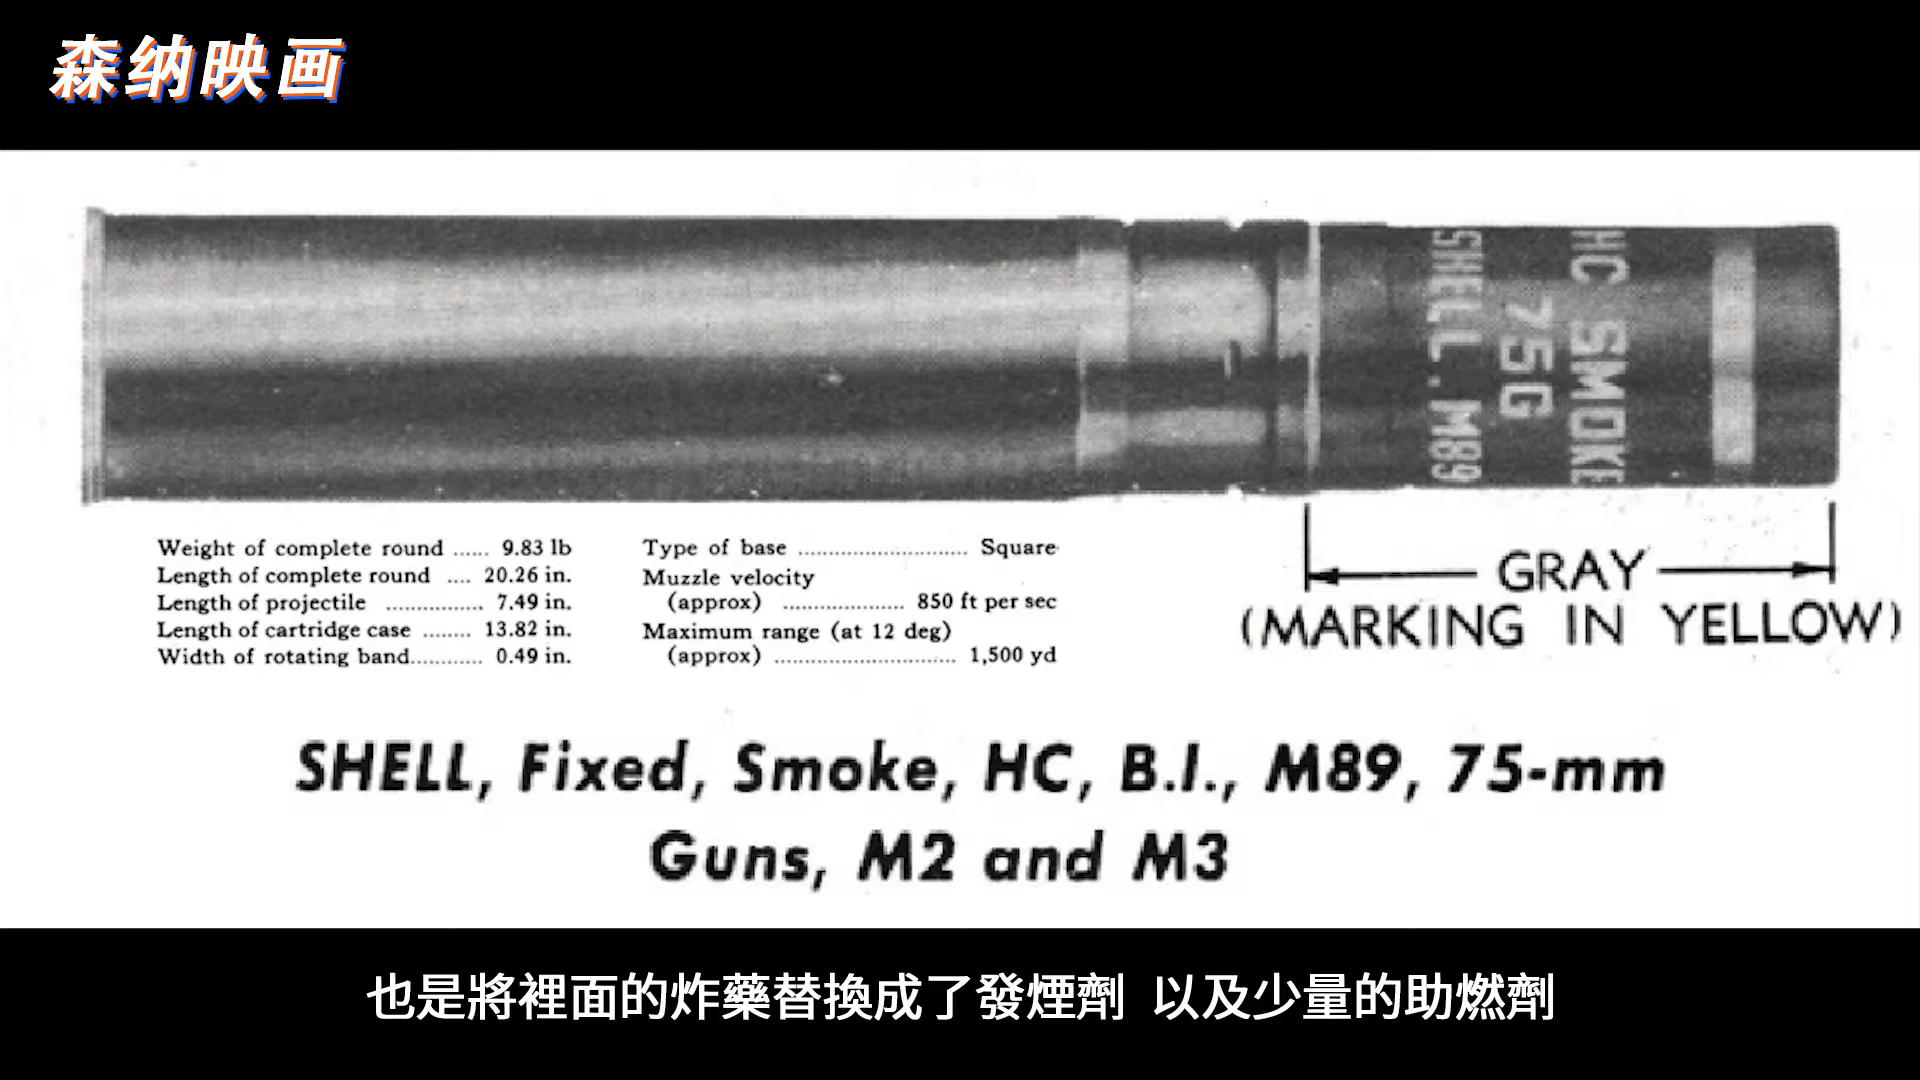 森纳映画
SHELL. M89
75G
HC SMOKE
Weight of complete round ...... 9.83 lb
Length of complete round .... 20.26 in.
Length of projectile ................ 7.49 in.
Length of cartridge case ........ 13.82 in.
Width of rotating band............ 0.49 in.
Type of base ............................ Square
Muzzle velocity
(approx) .................... 850 ft per sec
Maximum range (at 12 deg)
(approx) ............................. 1,500 yd
GRAY
(MARKING IN YELLOW)
SHELL, Fixed, Smoke, HC, B.I., M89, 75-mm
Guns, M2 and M3
也是將裡面的炸藥替換成了發煙劑 以及少量的助燃劑